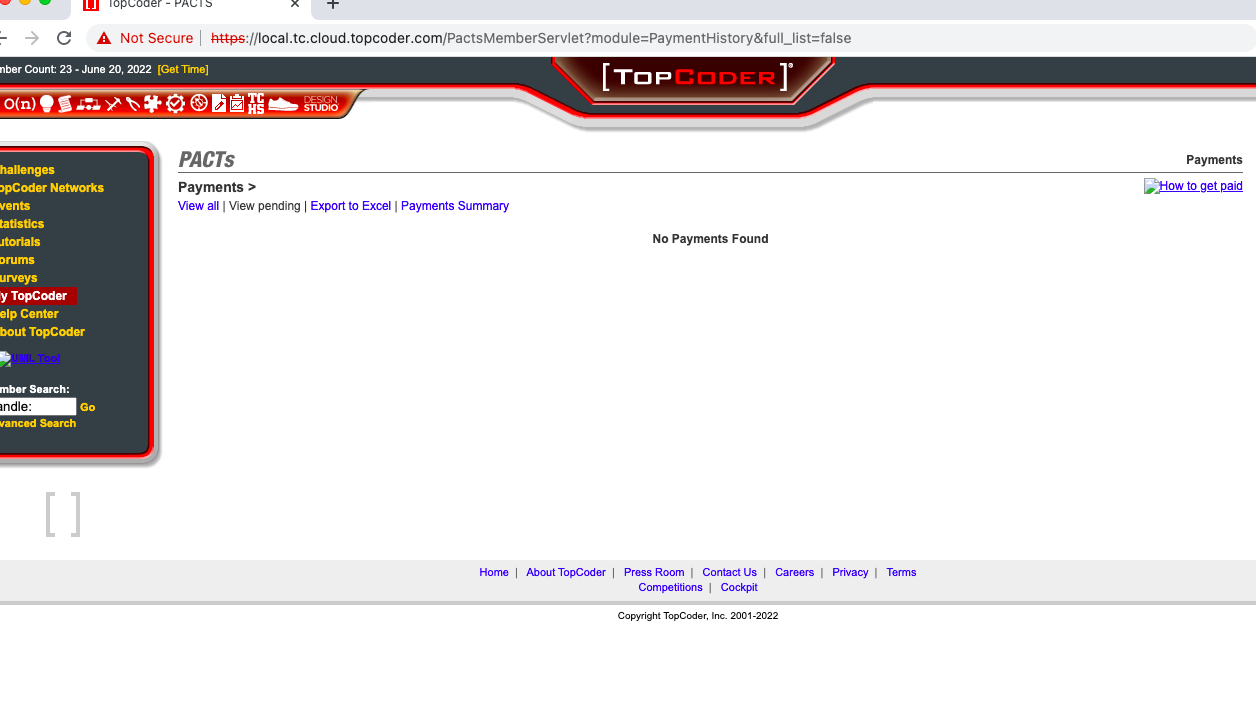 TopCoder - PACTS
Not Secure https://local.tc.cloud.topcoder.com/PactsMemberServlet?module=PaymentHistory&full_list=false
mber Count: 23 - June 20, 2022 [Get Time]
[TOPCODER]®
O(n) TC HS DESIGN STUDIO
PACTs
Payments
Payments >
How to get paid
View all | View pending | Export to Excel | Payments Summary
No Payments Found
hallenges
opCoder Networks
vents
tatistics
utorials
orums
urveys
y TopCoder
elp Center
bout TopCoder
UML Tool
mber Search:
andle: Go
vanced Search
[ ]
Home | About TopCoder | Press Room | Contact Us | Careers | Privacy | Terms
Competitions | Cockpit
Copyright TopCoder, Inc. 2001-2022